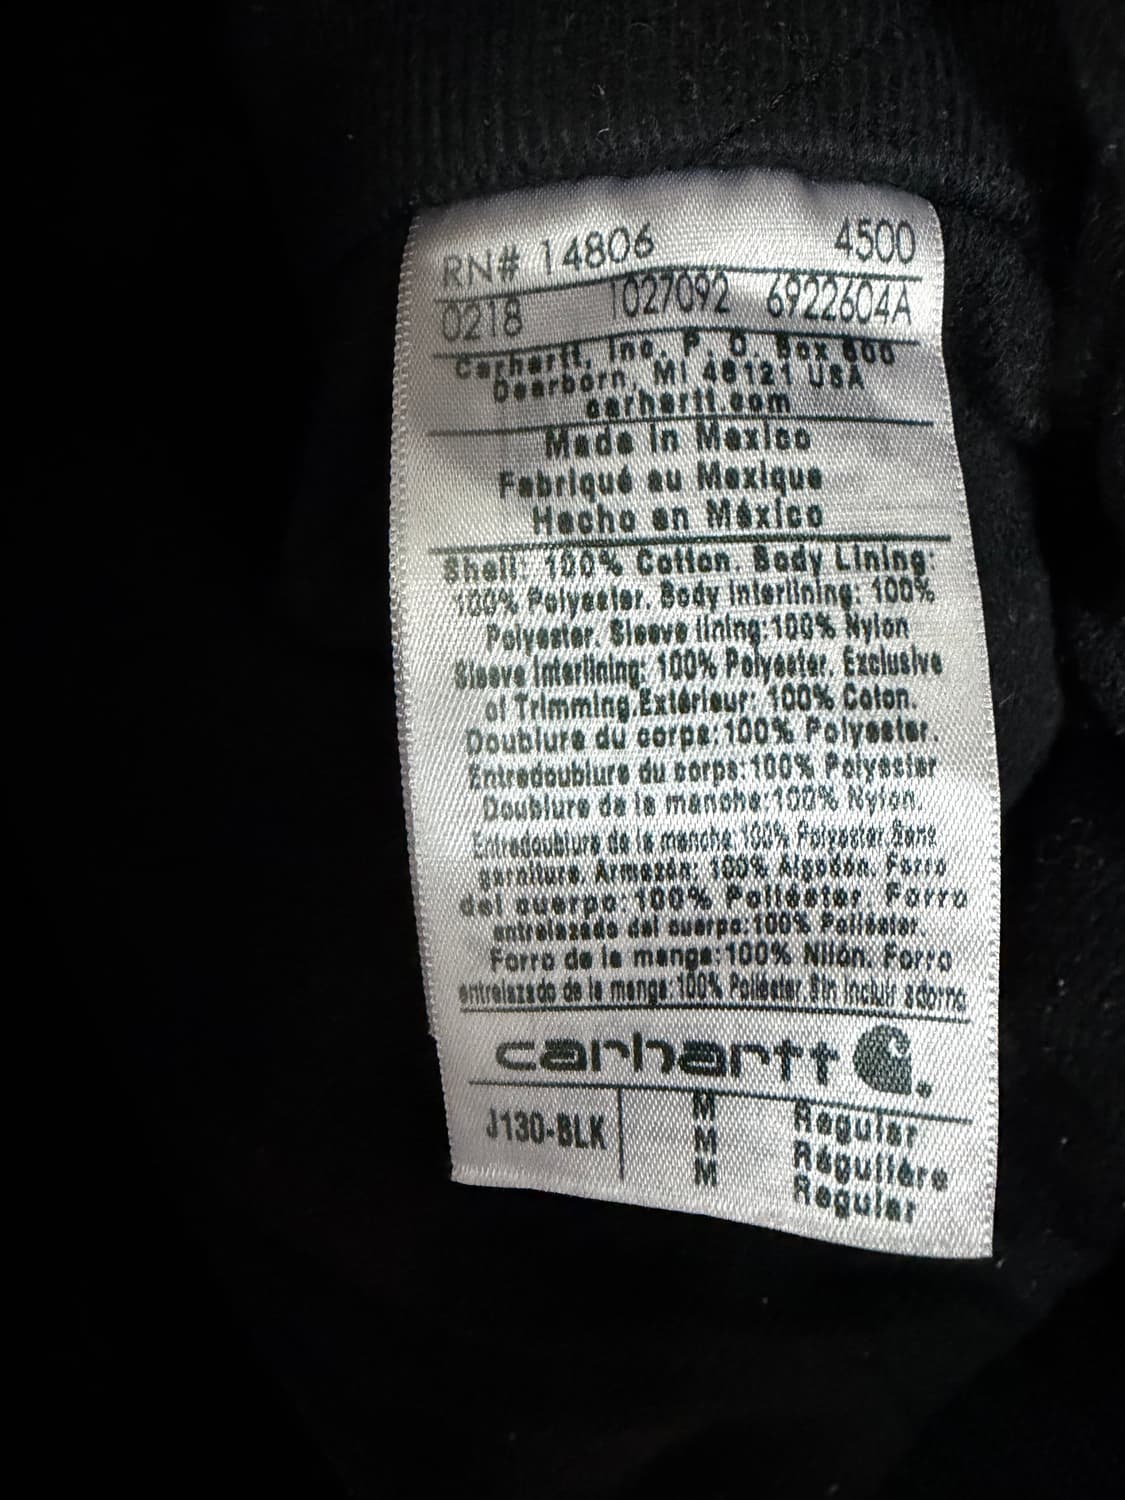 RN# 14806 4500
0218 1027092 6922604A
Carhartt, Inc. P. O. Box 600
Dearborn, MI 48121 USA
carhartt.com
Made in Mexico
Fabriqué au Mexique
Hecho en México
Shell: 100% Cotton. Body Lining:
100% Polyester. Body interlining: 100%
Polyester. Sleeve lining:100% Nylon
Sleeve interlining: 100% Polyester. Exclusive
of Trimming.Extérieur: 100% Coton.
Doublure du corps:100% Polyester.
Entredoublure du corps:100% Polyester
Doublure de la manche:100% Nylon.
Entredoublure de la manche 100% Polyester.Sans
garniture. Armazón: 100% Algodón. Forro
del cuerpo:100% Poliéster. Forro
entrelazado del cuerpo:100% Poliéster.
Forro de la manga:100% Nilón. Forro
entrelazado de la manga:100% Poliéster.Sin incluir adorno.
carhartt
J130-BLK M Regular
M Régulière
M Regular